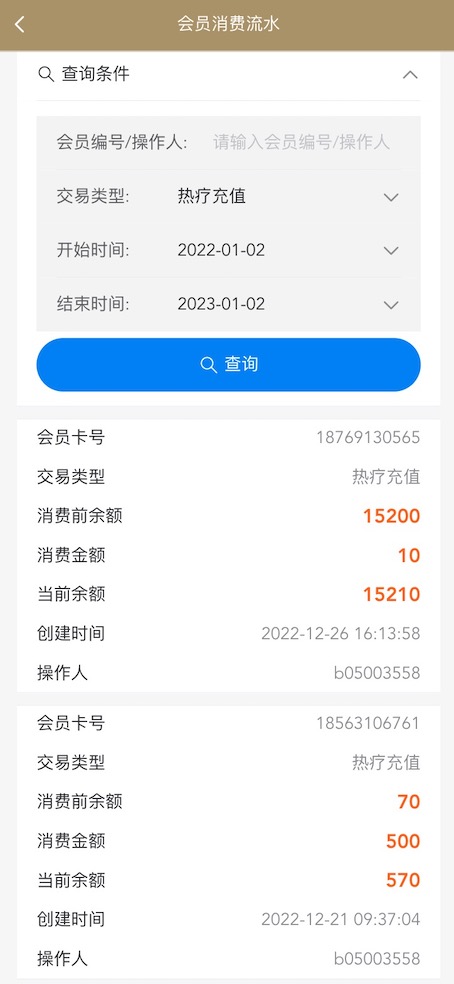 会员消费流水
查询条件
会员编号/操作人: 请输入会员编号/操作人
交易类型: 热疗充值
开始时间: 2022-01-02
结束时间: 2023-01-02
查询
会员卡号 18769130565
交易类型 热疗充值
消费前余额 15200
消费金额 10
当前余额 15210
创建时间 2022-12-26 16:13:58
操作人 b05003558
会员卡号 18563106761
交易类型 热疗充值
消费前余额 70
消费金额 500
当前余额 570
创建时间 2022-12-21 09:37:04
操作人 b05003558